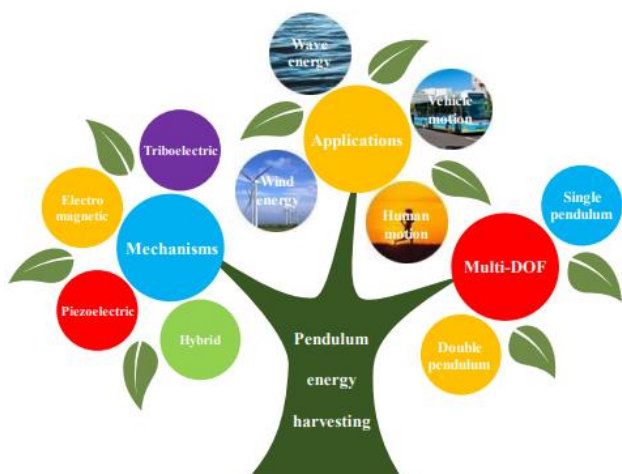 Wave
energy
Vehicle
motion
Applications
Triboelectric
Wind
energy
Human
motion
Single
pendulum
Electro
magnetic
Mechanisms
Multi-DOF
Piezoelectric
Hybrid
Double
pendulum
Pendulum
energy
harvesting